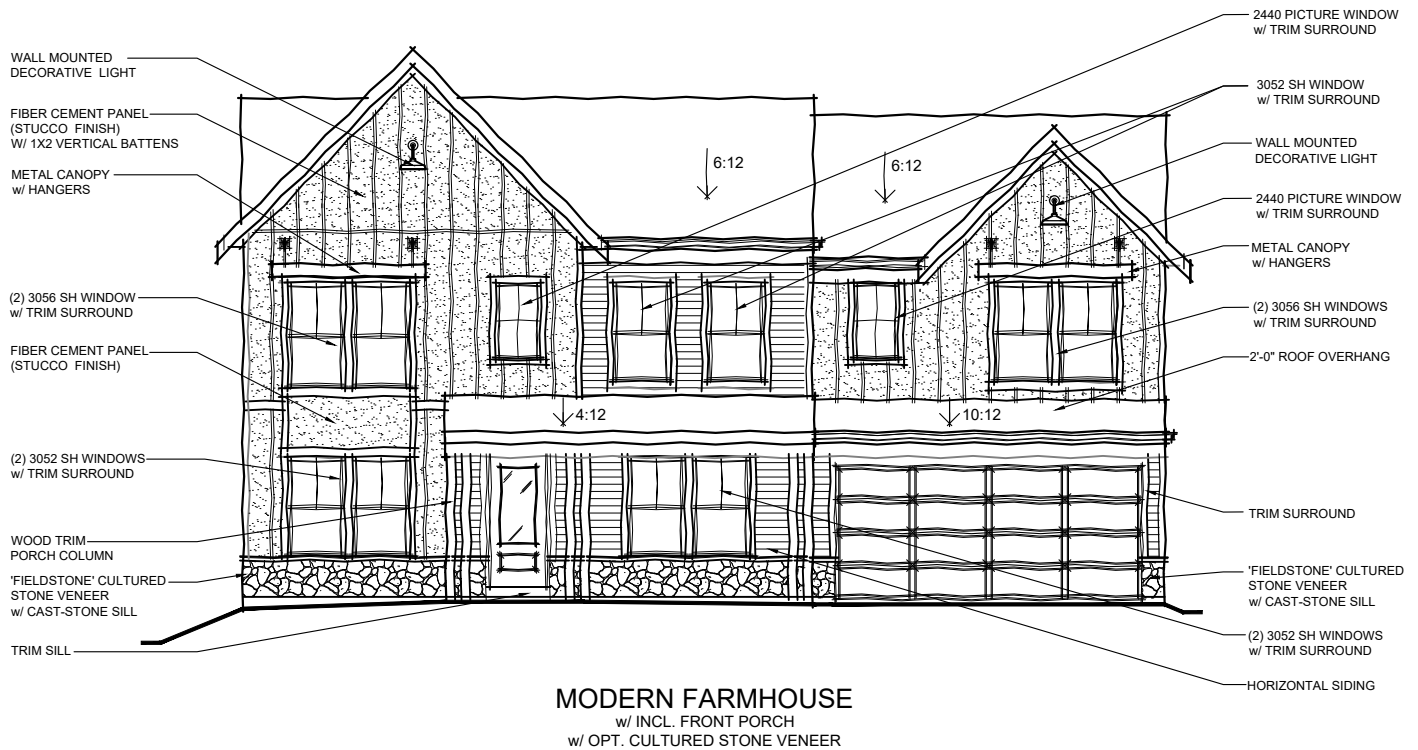 WALL MOUNTED
DECORATIVE LIGHT
FIBER CEMENT PANEL
(STUCCO FINISH)
W/ 1X2 VERTICAL BATTENS
METAL CANOPY
w/ HANGERS
(2) 3056 SH WINDOW
w/ TRIM SURROUND
FIBER CEMENT PANEL
(STUCCO FINISH)
(2) 3052 SH WINDOWS
w/ TRIM SURROUND
WOOD TRIM
PORCH COLUMN
'FIELDSTONE' CULTURED
STONE VENEER
w/ CAST-STONE SILL
TRIM SILL
6:12
6:12
4:12
10:12
2440 PICTURE WINDOW
w/ TRIM SURROUND
3052 SH WINDOW
w/ TRIM SURROUND
WALL MOUNTED
DECORATIVE LIGHT
2440 PICTURE WINDOW
w/ TRIM SURROUND
METAL CANOPY
w/ HANGERS
(2) 3056 SH WINDOWS
w/ TRIM SURROUND
2'-0" ROOF OVERHANG
TRIM SURROUND
'FIELDSTONE' CULTURED
STONE VENEER
w/ CAST-STONE SILL
(2) 3052 SH WINDOWS
w/ TRIM SURROUND
HORIZONTAL SIDING
MODERN FARMHOUSE
w/ INCL. FRONT PORCH
w/ OPT. CULTURED STONE VENEER